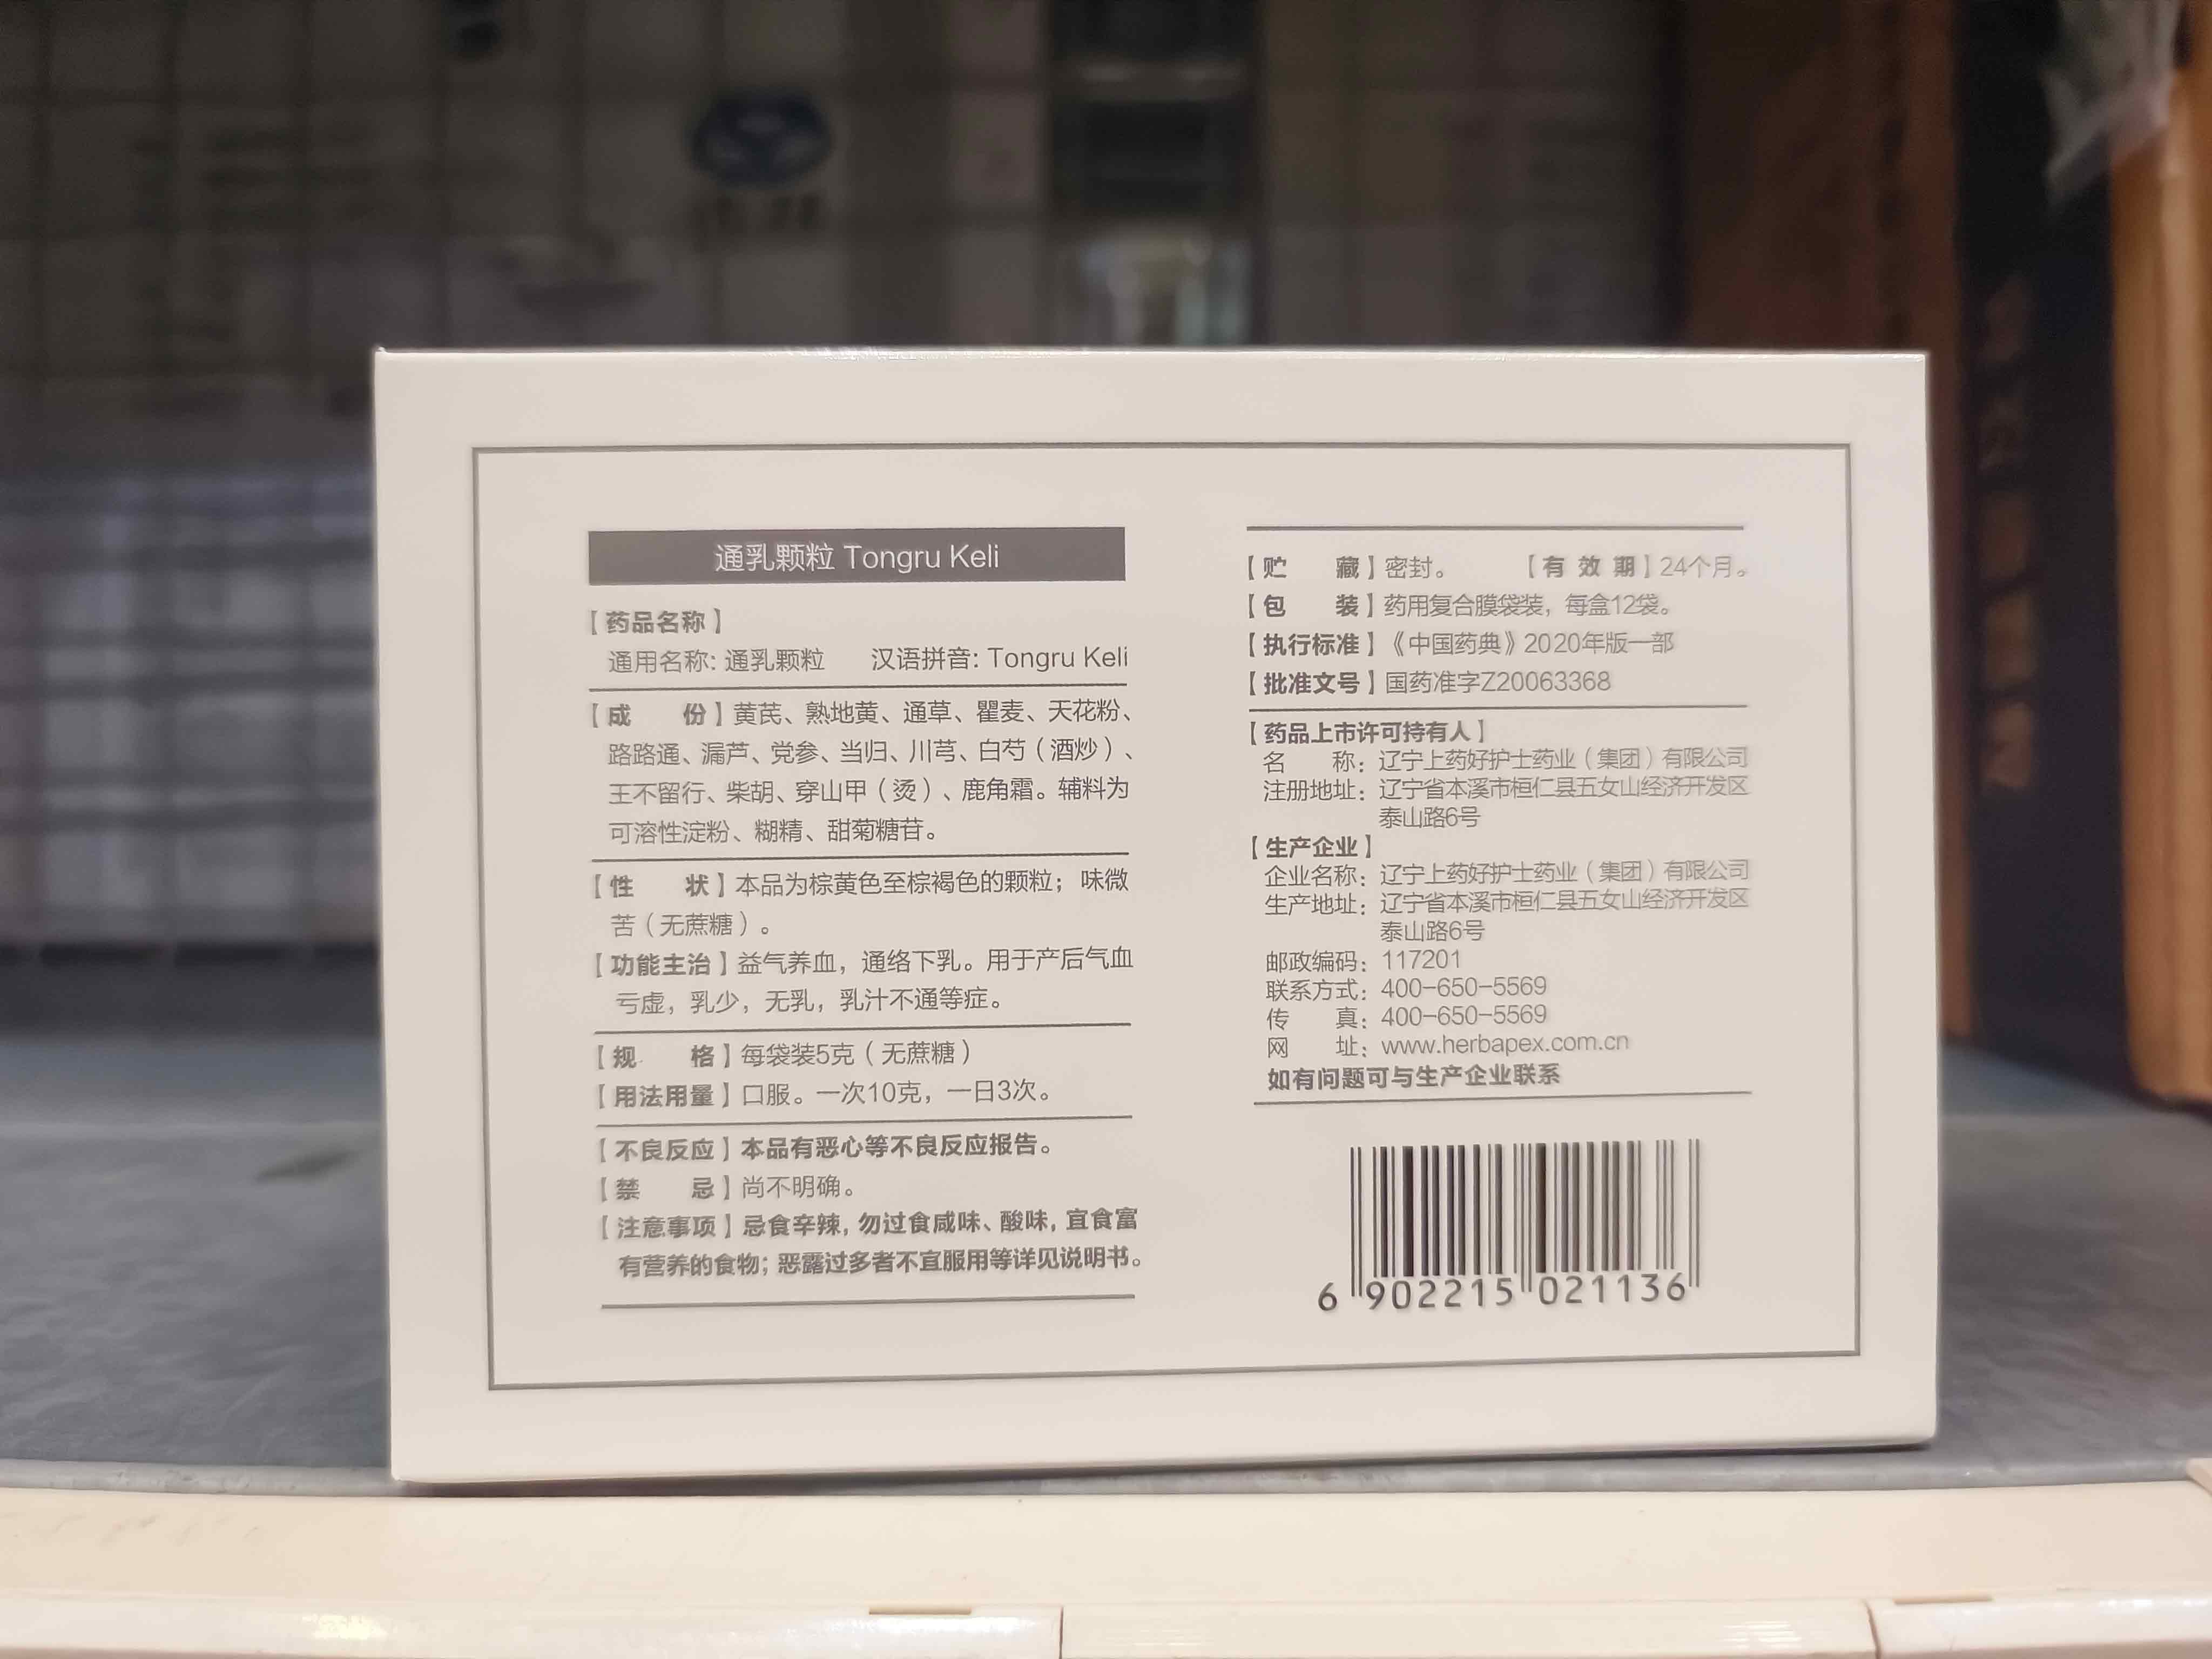 通乳颗粒 Tongru Keli
【药品名称】
通用名称: 通乳颗粒 汉语拼音: Tongru Keli
【成 份】黄芪、熟地黄、通草、瞿麦、天花粉、
路路通、漏芦、党参、当归、川芎、白芍（酒炒）、
王不留行、柴胡、穿山甲（烫）、鹿角霜。辅料为
可溶性淀粉、糊精、甜菊糖苷。
【性 状】本品为棕黄色至棕褐色的颗粒；味微
苦（无蔗糖）。
【功能主治】益气养血，通络下乳。用于产后气血
亏虚，乳少，无乳，乳汁不通等症。
【规 格】每袋装5克（无蔗糖）
【用法用量】口服。一次10克，一日3次。
【不良反应】本品有恶心等不良反应报告。
【禁 忌】尚不明确。
【注意事项】忌食辛辣, 勿过食咸味、酸味, 宜食富
有营养的食物; 恶露过多者不宜服用等详见说明书。
【贮 藏】密封。 【有 效 期】24个月。
【包 装】药用复合膜袋装，每盒12袋。
【执行标准】《中国药典》2020年版一部
【批准文号】国药准字Z20063368
【药品上市许可持有人】
名 称：辽宁上药好护士药业（集团）有限公司
注册地址：辽宁省本溪市桓仁县五女山经济开发区
泰山路6号
【生产企业】
企业名称：辽宁上药好护士药业（集团）有限公司
生产地址：辽宁省本溪市桓仁县五女山经济开发区
泰山路6号
邮政编码：117201
联系方式：400-650-5569
传 真：400-650-5569
网 址：www.herbapex.com.cn
如有问题可与生产企业联系
6 902215 021136